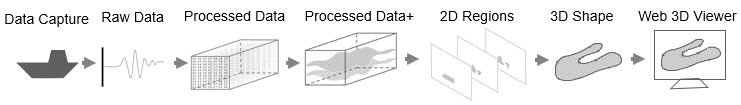 Data Capture Raw Data Processed Data Processed Data+ 2D Regions 3D Shape Web 3D Viewer